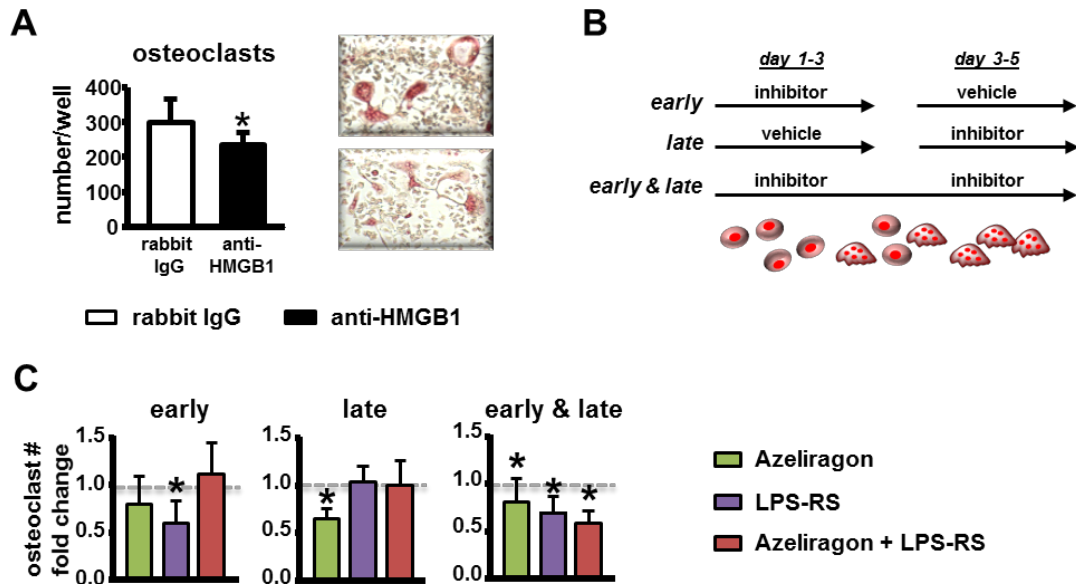 A
osteoclasts
number/well
400
300
200
100
0
*
rabbit
IgG
anti-
HMGB1
rabbit IgG
anti-HMGB1
B
day 1-3
day 3-5
early
inhibitor
vehicle
late
vehicle
inhibitor
early & late
inhibitor
inhibitor
C
osteoclast #
fold change
early
1.5
1.0
0.5
0.0
*
late
1.5
1.0
0.5
0.0
*
early & late
1.5
1.0
0.5
0.0
*
*
*
Azeliragon
LPS-RS
Azeliragon + LPS-RS